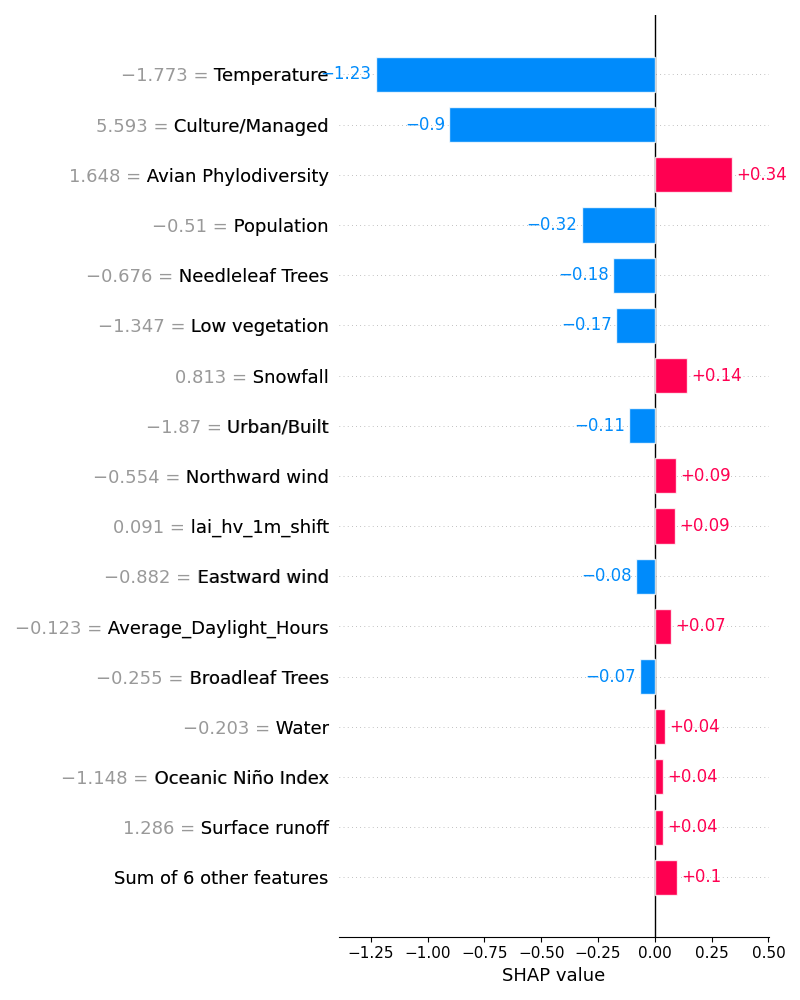 −1.773 = Temperature −1.23
5.593 = Culture/Managed −0.9
1.648 = Avian Phylodiversity +0.34
−0.51 = Population −0.32
−0.676 = Needleleaf Trees −0.18
−1.347 = Low vegetation −0.17
0.813 = Snowfall +0.14
−1.87 = Urban/Built −0.11
−0.554 = Northward wind +0.09
0.091 = lai_hv_1m_shift +0.09
−0.882 = Eastward wind −0.08
−0.123 = Average_Daylight_Hours +0.07
−0.255 = Broadleaf Trees −0.07
−0.203 = Water +0.04
−1.148 = Oceanic Niño Index +0.04
1.286 = Surface runoff +0.04
Sum of 6 other features +0.1
−1.25 −1.00 −0.75 −0.50 −0.25 0.00 0.25 0.50
SHAP value